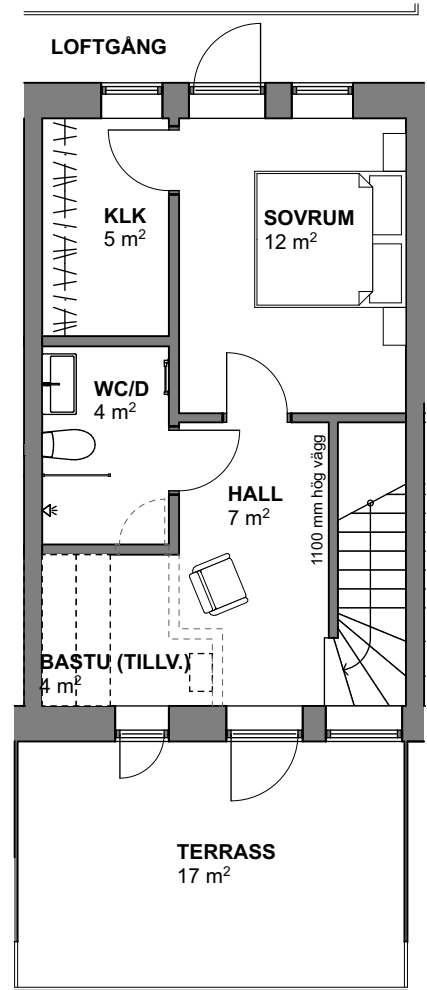 LOFTGÅNG
KLK
5 m²
SOVRUM
12 m²
WC/D
4 m²
HALL
7 m²
1100 mm hög vägg
BASTU (TILLV.)
4 m²
TERRASS
17 m²